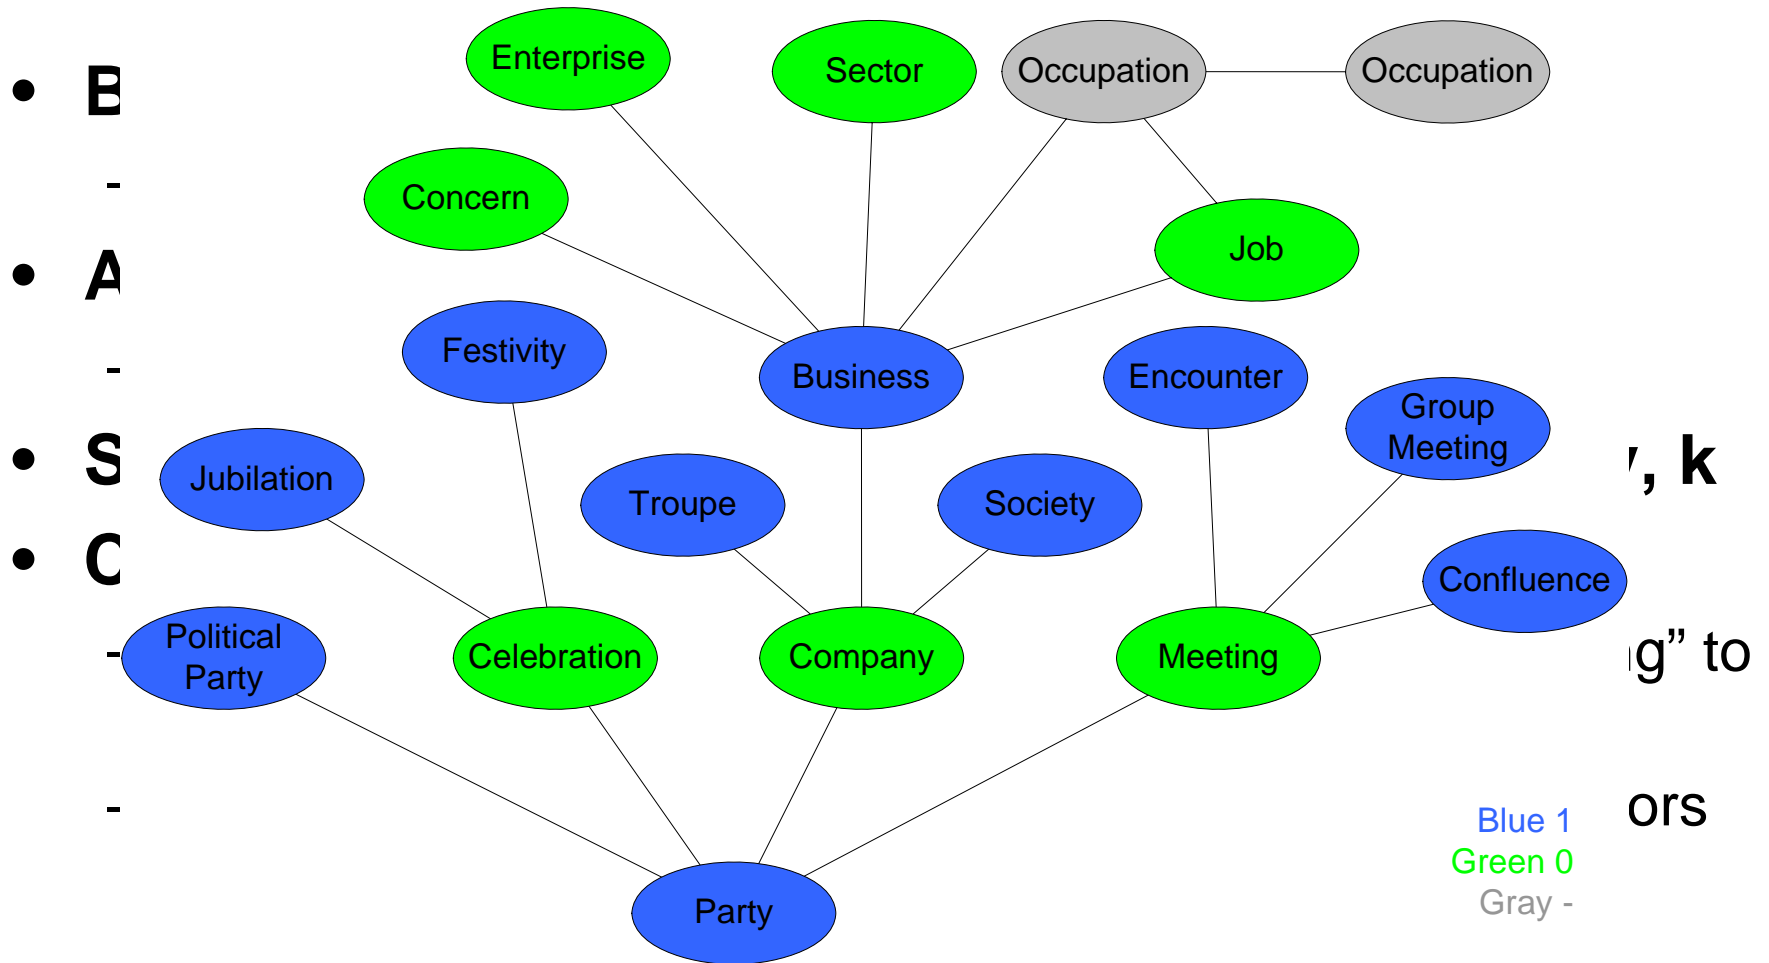 Enterprise
Sector
Occupation
Occupation
• B
-
Concern
• A
Job
Festivity
-
Business
Encounter
Group
Meeting
• S
, k
Jubilation
Troupe
Society
• C
Confluence
Political
Party
-
Celebration
Company
Meeting
g” to
-
ors
Blue 1
Green 0
Gray -
Party